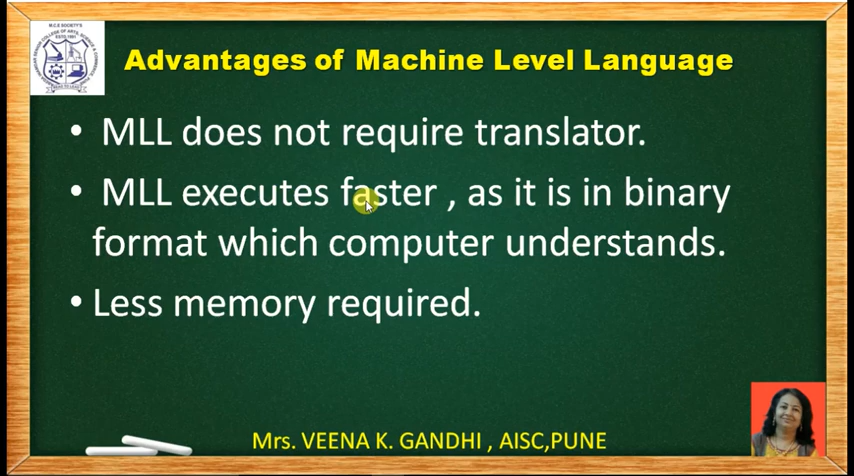 M.C.E SOCIETY'S
Advantages of Machine Level Language
• MLL does not require translator.
• MLL executes faster , as it is in binary
format which computer understands.
• Less memory required.
Mrs. VEENA K. GANDHI , AISC,PUNE